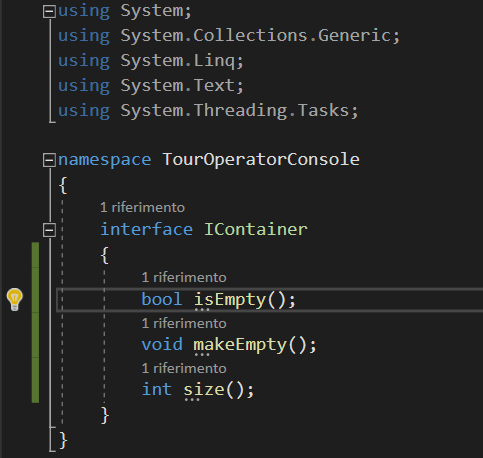 using System;
using System.Collections.Generic;
using System.Linq;
using System.Text;
using System.Threading.Tasks;
namespace TourOperatorConsole
{
1 riferimento
interface IContainer
{
1 riferimento
bool isEmpty();
1 riferimento
void makeEmpty();
1 riferimento
int size();
}
}